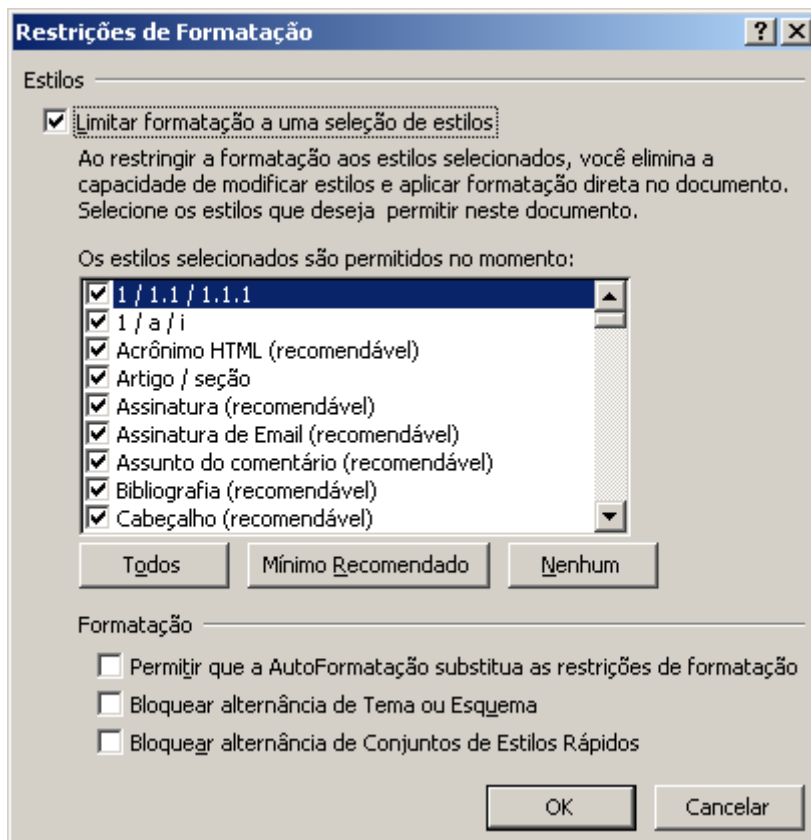 Restrições de Formatação
Estilos
Limitar formatação a uma seleção de estilos
Ao restringir a formatação aos estilos selecionados, você elimina a
capacidade de modificar estilos e aplicar formatação direta no documento.
Selecione os estilos que deseja permitir neste documento.
Os estilos selecionados são permitidos no momento:
1 / 1.1 / 1.1.1
1 / a / i
Acrônimo HTML (recomendável)
Artigo / seção
Assinatura (recomendável)
Assinatura de Email (recomendável)
Assunto do comentário (recomendável)
Bibliografia (recomendável)
Cabeçalho (recomendável)
Todos Mínimo Recomendado Nenhum
Formatação
Permitir que a AutoFormatação substitua as restrições de formatação
Bloquear alternância de Tema ou Esquema
Bloquear alternância de Conjuntos de Estilos Rápidos
OK Cancelar